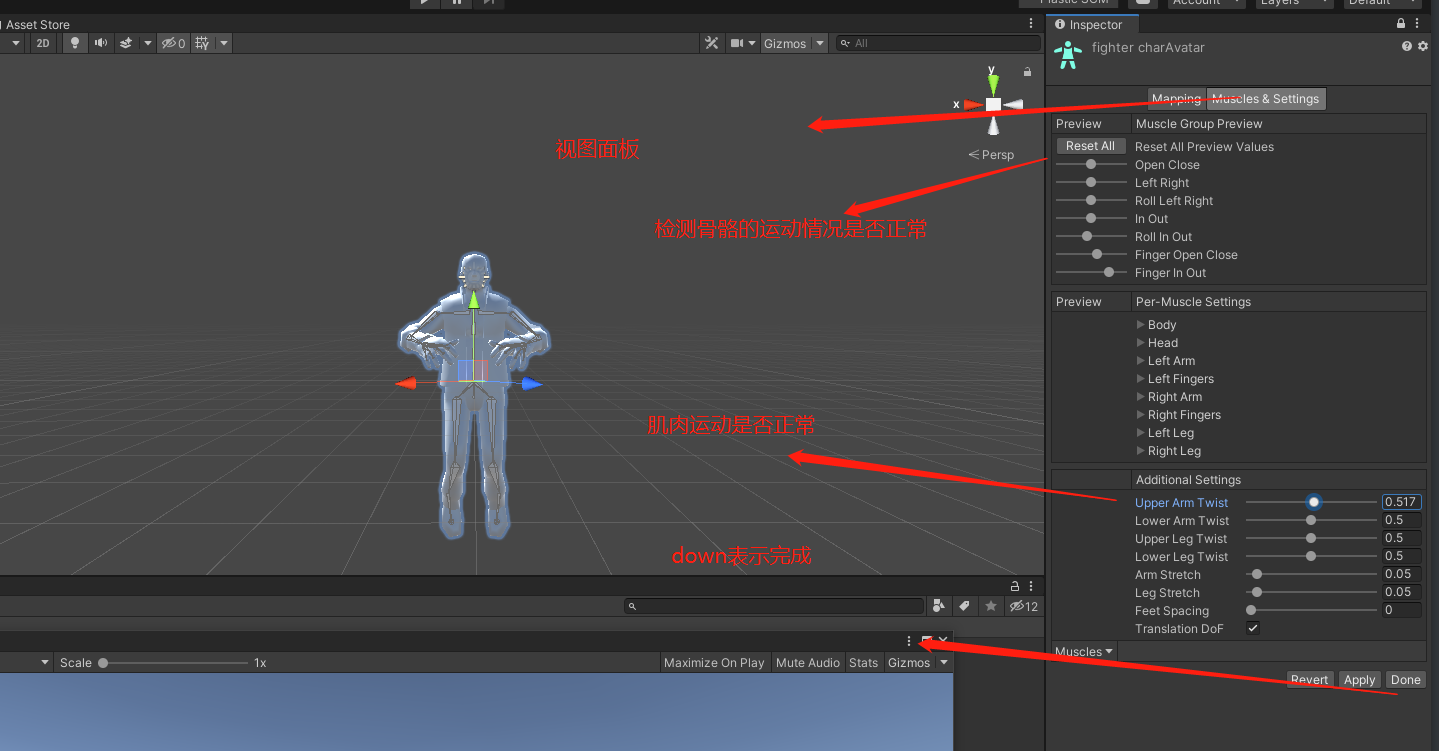 Plastic SCM
Account
Layers
Default
Asset Store
2D
0
Gizmos
All
y
x
Persp
视图面板
检测骨骼的运动情况是否正常
肌肉运动是否正常
down表示完成
12
Scale
1x
Maximize On Play
Mute Audio
Stats
Gizmos
Inspector
fighter charAvatar
Mapping
Muscles & Settings
Preview
Muscle Group Preview
Reset All
Reset All Preview Values
Open Close
Left Right
Roll Left Right
In Out
Roll In Out
Finger Open Close
Finger In Out
Preview
Per-Muscle Settings
Body
Head
Left Arm
Left Fingers
Right Arm
Right Fingers
Left Leg
Right Leg
Additional Settings
Upper Arm Twist 0.517
Lower Arm Twist 0.5
Upper Leg Twist 0.5
Lower Leg Twist 0.5
Arm Stretch 0.05
Leg Stretch 0.05
Feet Spacing 0
Translation DoF
Muscles
Revert
Apply
Done